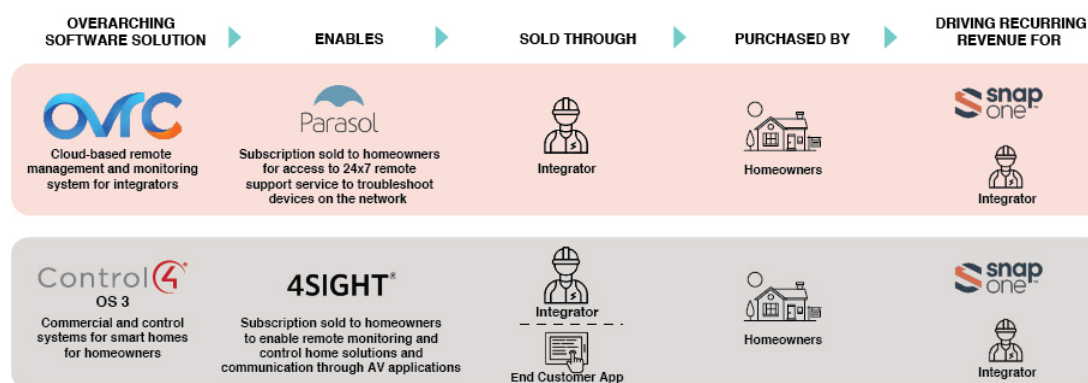 OVERARCHING
SOFTWARE SOLUTION
ENABLES
SOLD THROUGH
PURCHASED BY
DRIVING RECURRING
REVENUE FOR
OvrC
Cloud-based remote
management and monitoring
system for integrators
Parasol
Subscription sold to homeowners
for access to 24x7 remote
support service to troubleshoot
devices on the network
Integrator
Homeowners
snap
one™
Integrator
Control4®
OS 3
Commercial and control
systems for smart homes
for homeowners
4SIGHT®
Subscription sold to homeowners
to enable remote monitoring and
control home solutions and
communication through AV applications
Integrator
End Customer App
Homeowners
snap
one™
Integrator